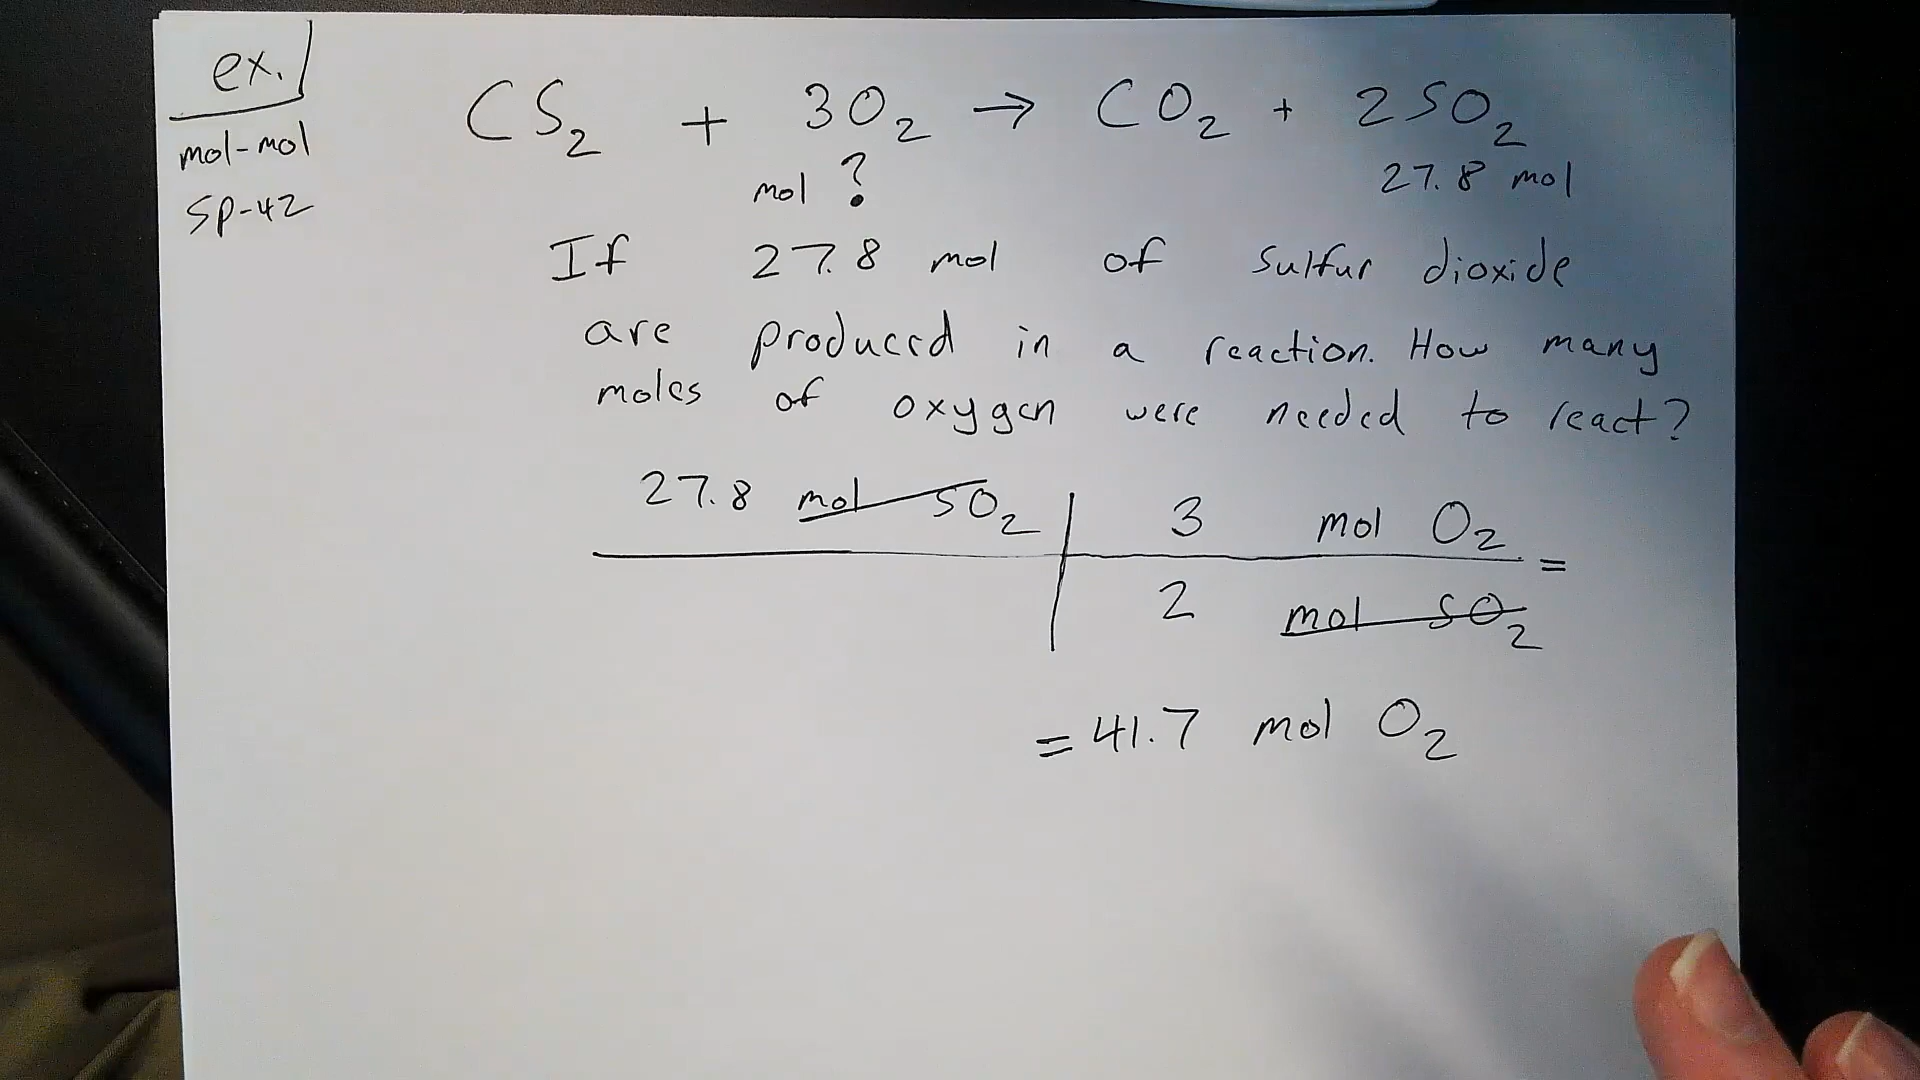 ex.
mol-mol
SP-42
CS₂ + 3O₂ → CO₂ + 2SO₂
mol ? 27.8 mol
If 27.8 mol of sulfur dioxide
are produced in a reaction. How many
moles of oxygen were needed to react?
27.8 mol SO₂ | 3 mol O₂ =
2 mol SO₂
= 41.7 mol O₂